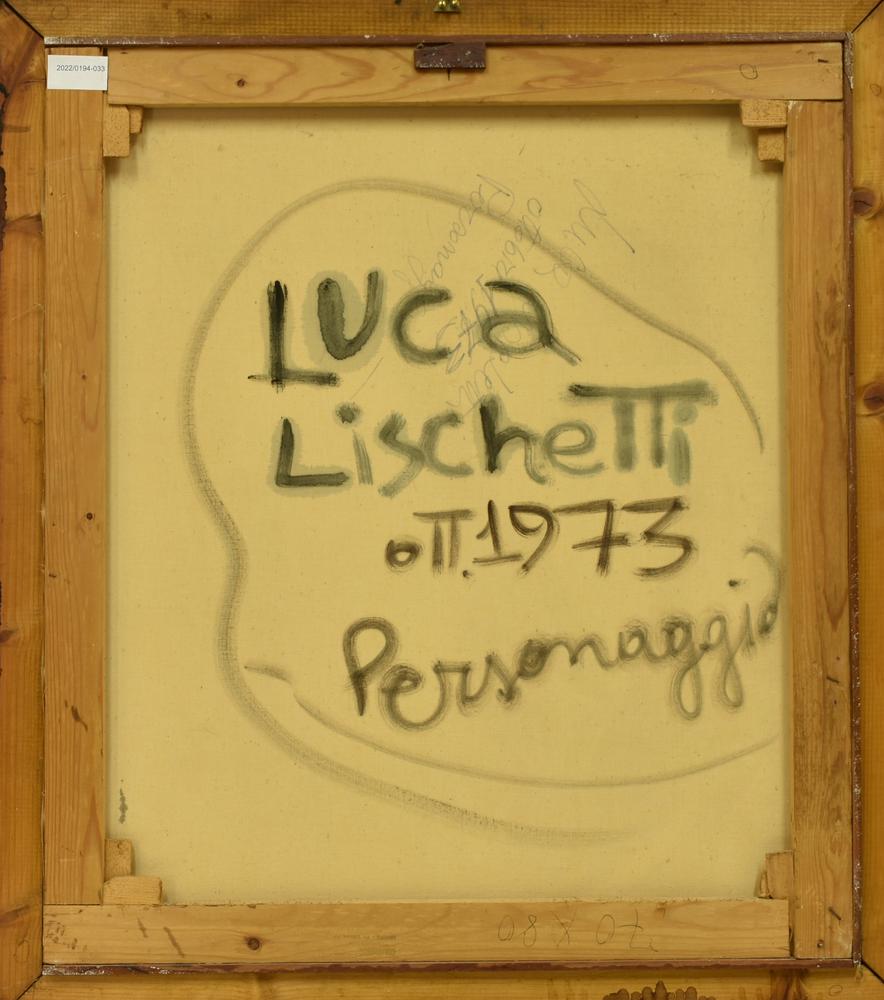 2022/0194-033
Luca
Lischetti
ott. 1973
Personaggio
70 x 80